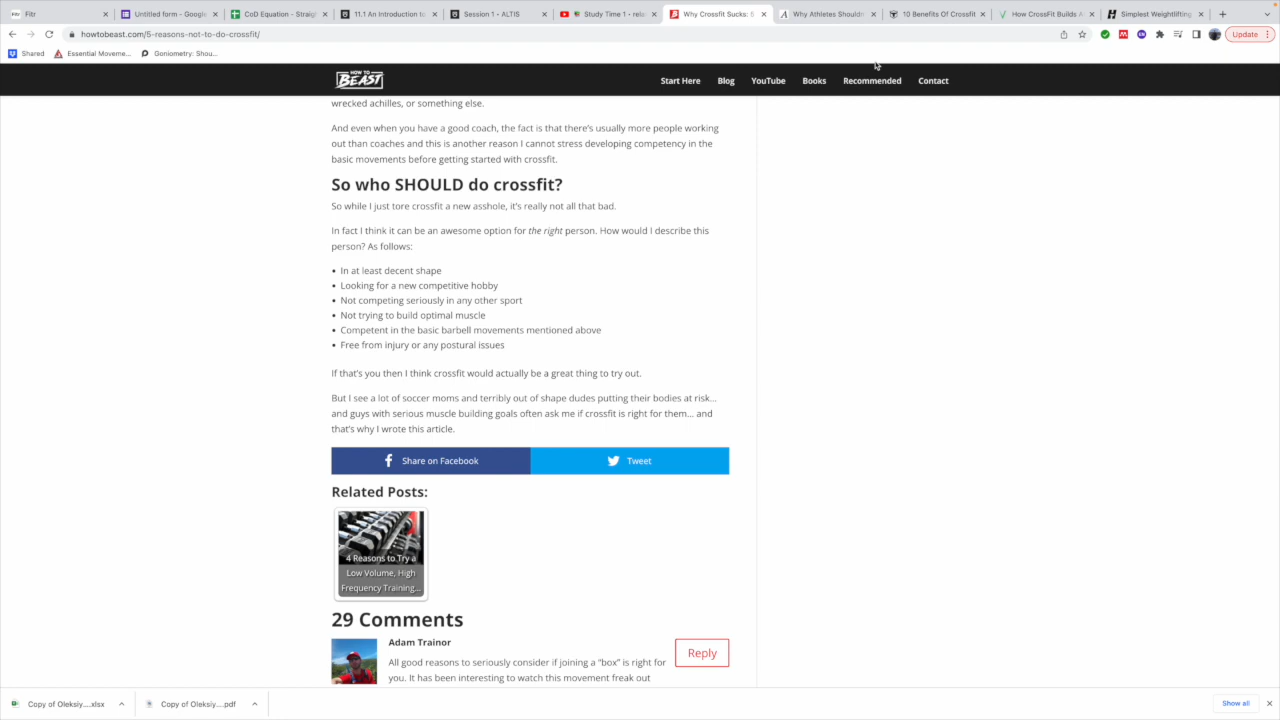 Fitr
Untitled form - Google
CoD Equation - Straigh
11.1 An Introduction to
Session 1 • ALTIS
Study Time 1 • rela
Why Crossfit Sucks: 5
Why Athletes Shouldn
10 Benefits Of Crossfit
How CrossFit Builds A
Simplest Weightlifting
howtobeast.com/5-reasons-not-to-do-crossfit/
Update
Shared
Essential Moveme...
Goniometry: Shou...
HOW TO BEAST
Start Here
Blog
YouTube
Books
Recommended
Contact
wrecked achilles, or something else.
And even when you have a good coach, the fact is that there's usually more people working
out than coaches and this is another reason I cannot stress developing competency in the
basic movements before getting started with crossfit.
So who SHOULD do crossfit?
So while I just tore crossfit a new asshole, it's really not all that bad.
In fact I think it can be an awesome option for the right person. How would I describe this
person? As follows:
• In at least decent shape
• Looking for a new competitive hobby
• Not competing seriously in any other sport
• Not trying to build optimal muscle
• Competent in the basic barbell movements mentioned above
• Free from injury or any postural issues
If that's you then I think crossfit would actually be a great thing to try out.
But I see a lot of soccer moms and terribly out of shape dudes putting their bodies at risk...
and guys with serious muscle building goals often ask me if crossfit is right for them... and
that's why I wrote this article.
Share on Facebook
Tweet
Related Posts:
4 Reasons to Try a
Low Volume, High
Frequency Training...
29 Comments
Adam Trainor
All good reasons to seriously consider if joining a "box" is right for
you. It has been interesting to watch this movement freak out
Reply
Copy of Oleksiy....xlsx
Copy of Oleksiy....pdf
Show all